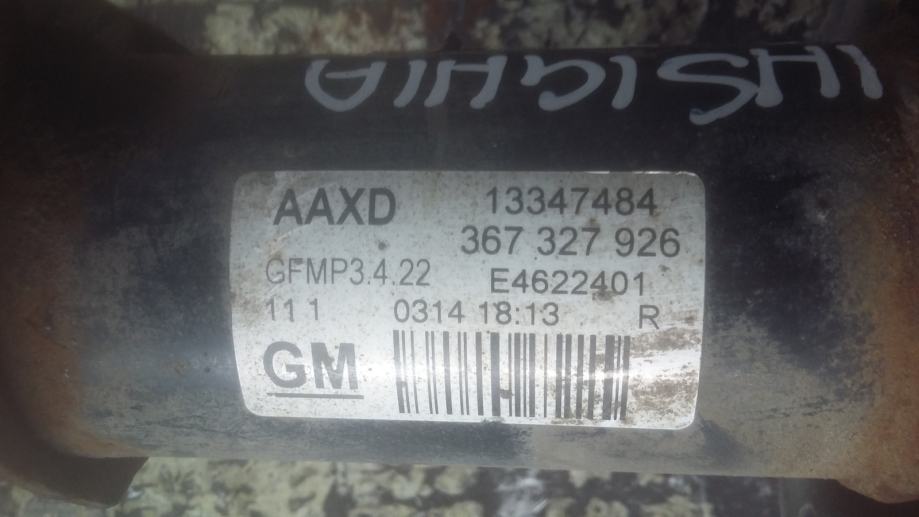 INSIGNIA
AAXD 13347484
367 327 926
GFMP3.4.22 E4622401
11 1 0314 18:13 R
GM